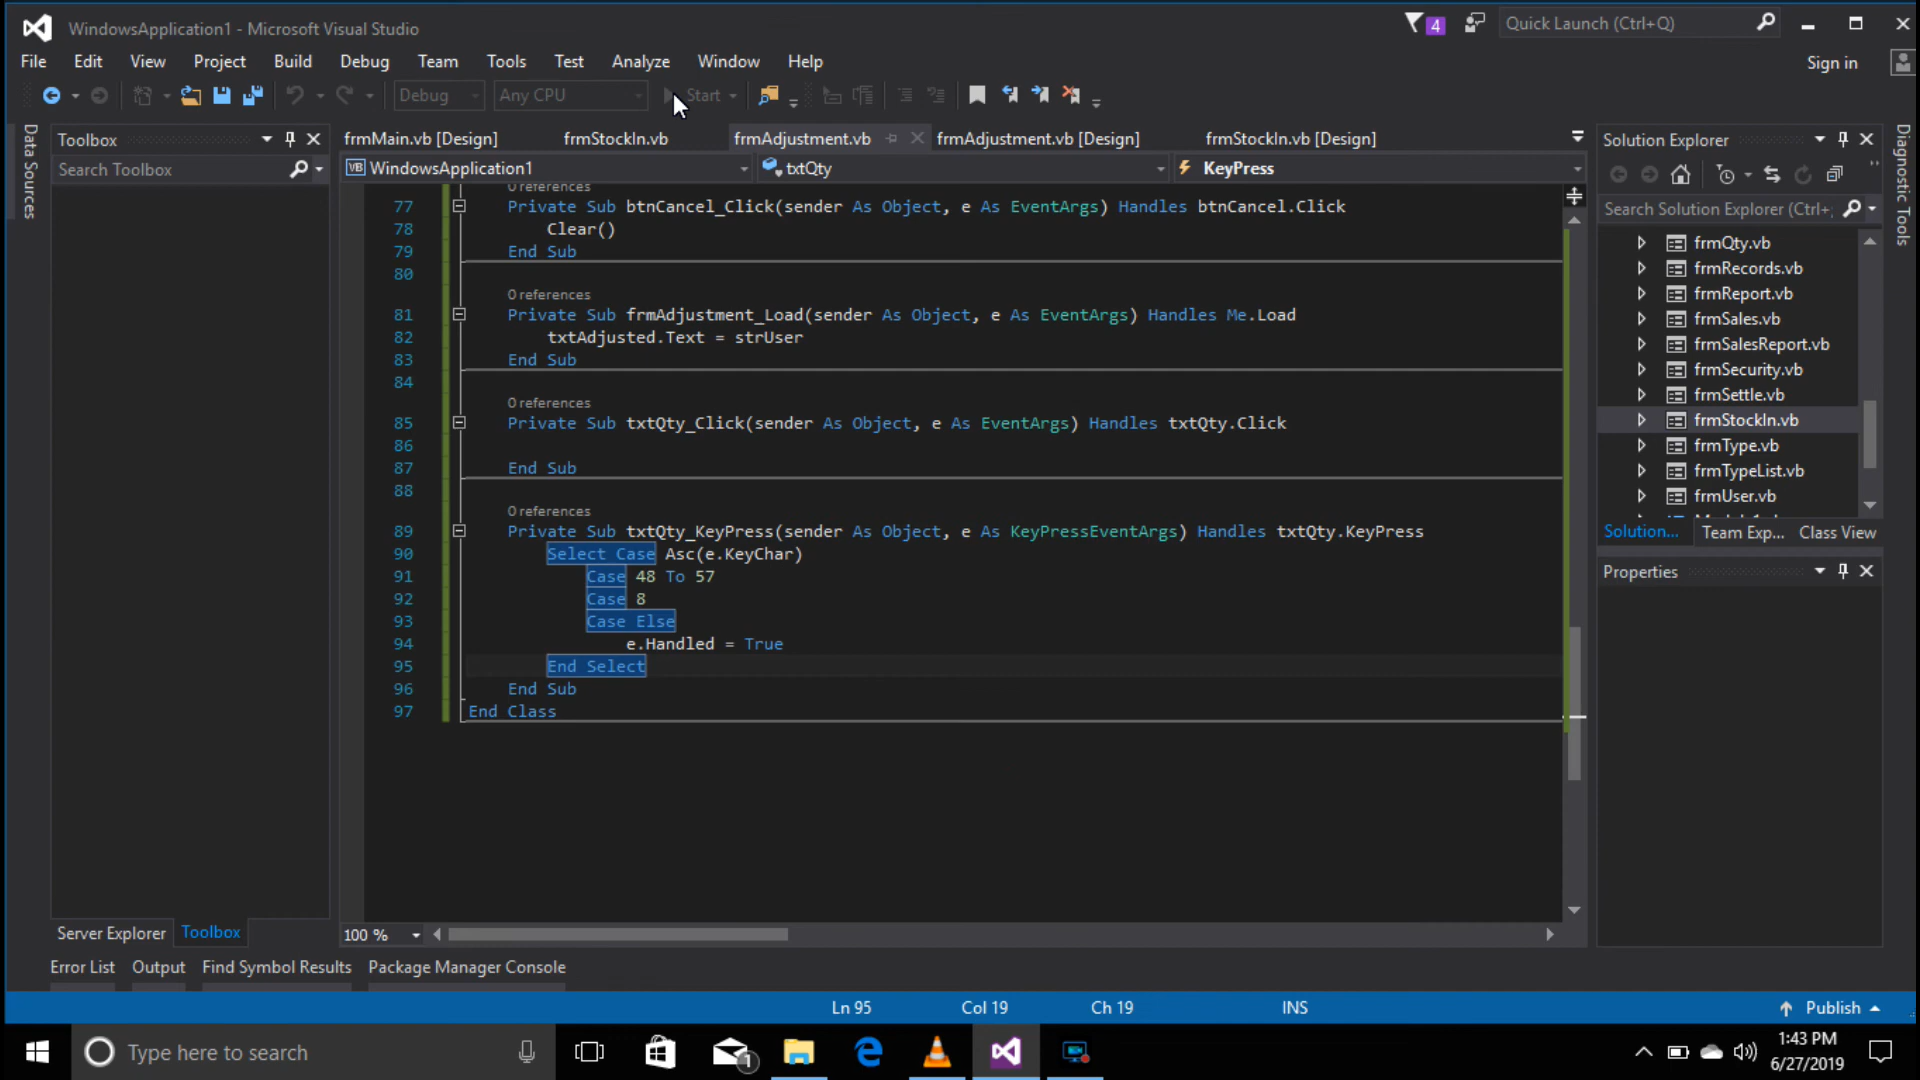 WindowsApplication1 - Microsoft Visual Studio
4
Quick Launch (Ctrl+Q)
File Edit View Project Build Debug Team Tools Test Analyze Window Help
Sign in
Debug Any CPU Start
Data Sources
Toolbox
Search Toolbox
frmMain.vb [Design] frmStockIn.vb frmAdjustment.vb frmAdjustment.vb [Design] frmStockIn.vb [Design]
VB WindowsApplication1 txtQty KeyPress
0 references
77 Private Sub btnCancel_Click(sender As Object, e As EventArgs) Handles btnCancel.Click
78 Clear()
79 End Sub
80
0 references
81 Private Sub frmAdjustment_Load(sender As Object, e As EventArgs) Handles Me.Load
82 txtAdjusted.Text = strUser
83 End Sub
84
0 references
85 Private Sub txtQty_Click(sender As Object, e As EventArgs) Handles txtQty.Click
86
87 End Sub
88
0 references
89 Private Sub txtQty_KeyPress(sender As Object, e As KeyPressEventArgs) Handles txtQty.KeyPress
90 Select Case Asc(e.KeyChar)
91 Case 48 To 57
92 Case 8
93 Case Else
94 e.Handled = True
95 End Select
96 End Sub
97 End Class
100 %
Solution Explorer
Search Solution Explorer (Ctrl+;
frmQty.vb
frmRecords.vb
frmReport.vb
frmSales.vb
frmSalesReport.vb
frmSecurity.vb
frmSettle.vb
frmStockIn.vb
frmType.vb
frmTypeList.vb
frmUser.vb
Solution... Team Exp... Class View
Properties
Diagnostic Tools
Server Explorer Toolbox
Error List Output Find Symbol Results Package Manager Console
Ln 95 Col 19 Ch 19 INS Publish
Type here to search
1
1:43 PM
6/27/2019